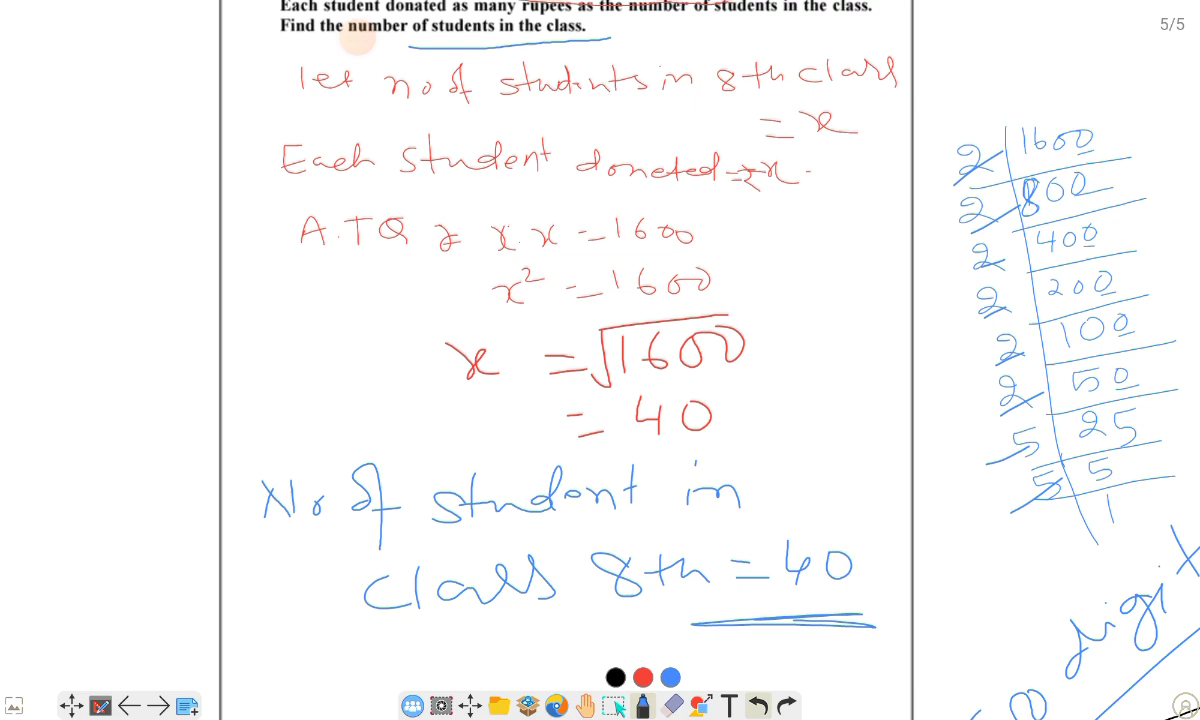 Each student donated as many rupees as the number of students in the class.
Find the number of students in the class.
5/5
let no of students in 8th class
= x
Each student donated = ₹x.
A.T.Q
x.x = 1600
x² = 1600
x = √1600
= 40
No of student in
class 8th = 40
2 | 1600
2 | 800
2 | 400
2 | 200
2 | 100
2 | 50
5 | 25
5 | 5
1
digi
T